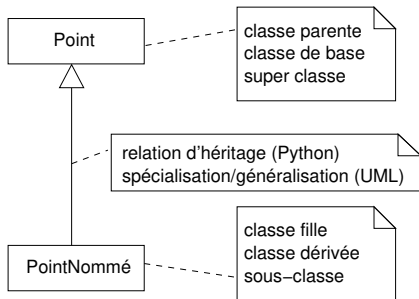 Point
classe parente
classe de base
super classe
relation d'héritage (Python)
spécialisation/généralisation (UML)
PointNommé
classe fille
classe dérivée
sous−classe